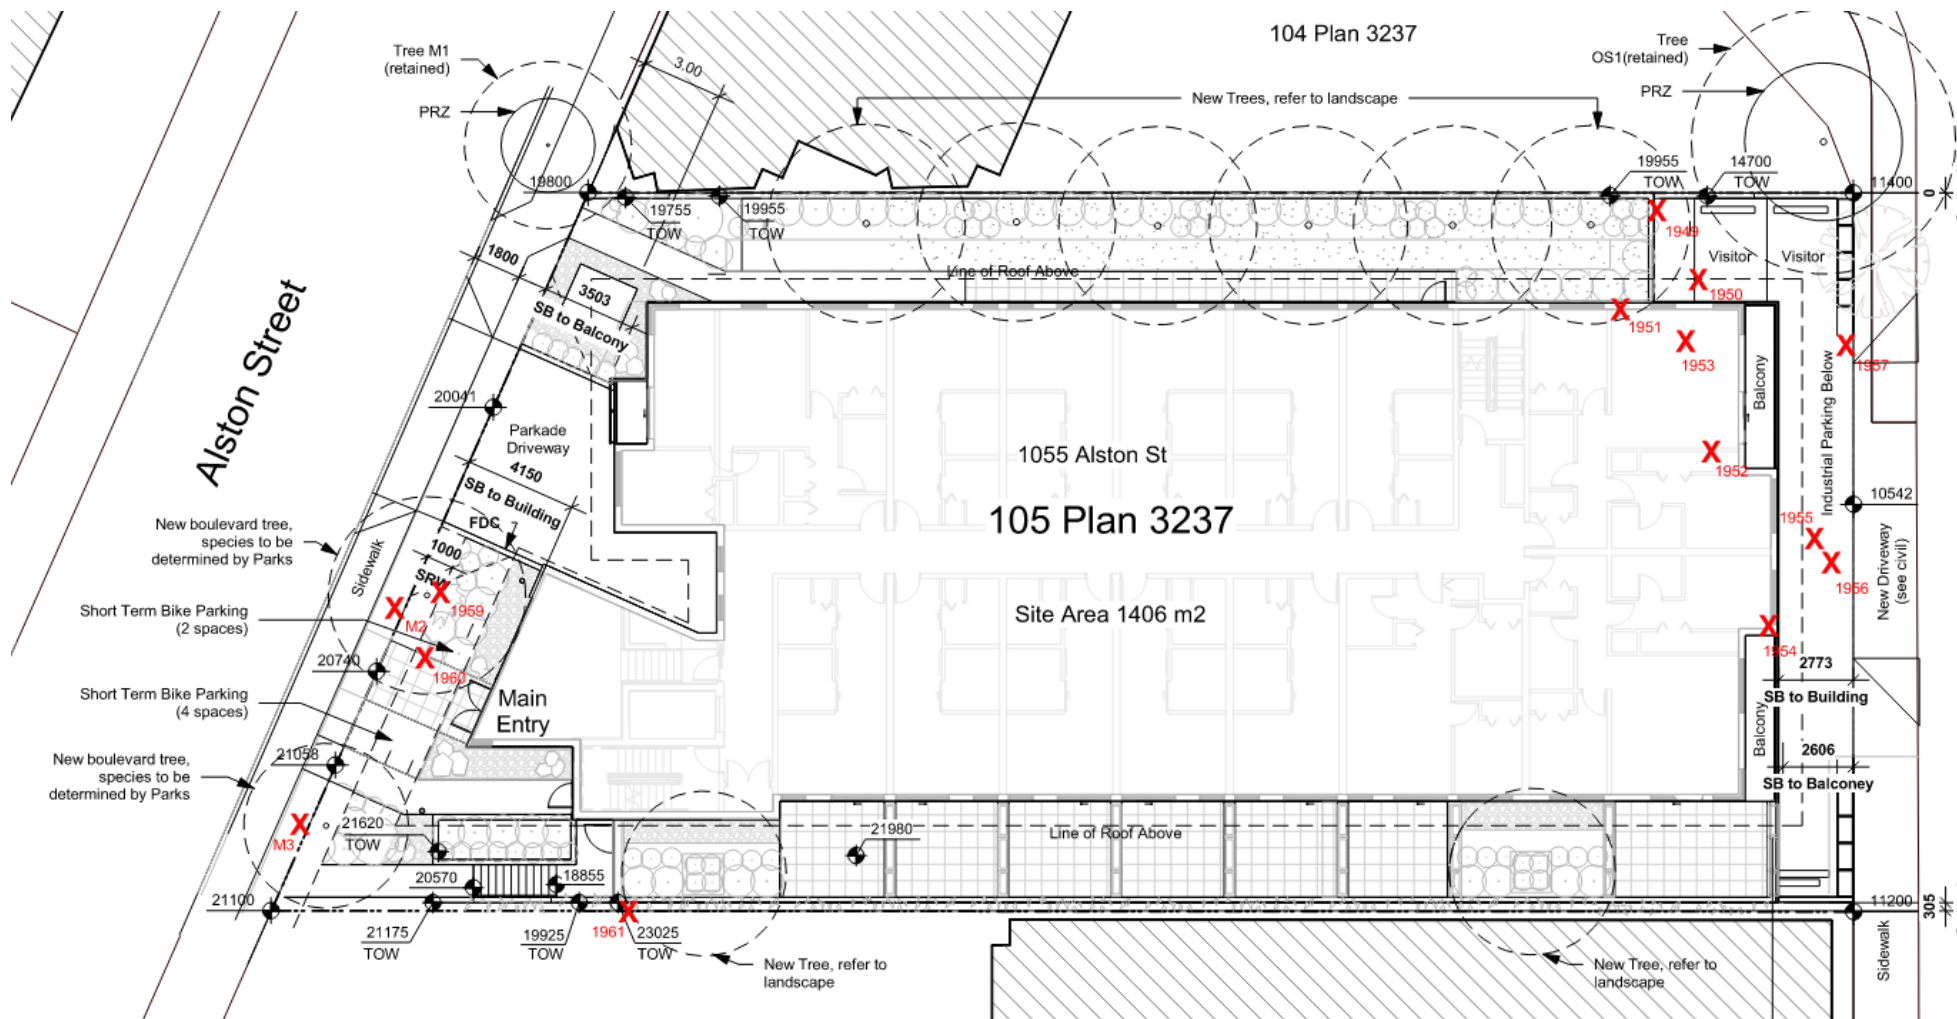 104 Plan 3237
Tree M1
(retained)
PRZ
3.00
New Trees, refer to landscape
Tree
OS1(retained)
PRZ
19800
19755
TOW
19955
TOW
19955
TOW
14700
TOW
11400
0
1949
Visitor
Visitor
1800
3503
SB to Balcony
Line of Roof Above
1950
1951
1953
1957
Balcony
Industrial Parking Below
Alston Street
20041
Parkade
Driveway
4150
SB to Building
FDC
1055 Alston St
105 Plan 3237
Site Area 1406 m2
1952
10542
1955
1956
New Driveway
(see civil)
New boulevard tree,
species to be
determined by Parks
Sidewalk
1000
SRW
1959
M2
Short Term Bike Parking
(2 spaces)
20740
1960
1954
2773
SB to Building
Short Term Bike Parking
(4 spaces)
Main
Entry
Balcony
2606
SB to Balconey
21058
New boulevard tree,
species to be
determined by Parks
M3
21620
TOW
Line of Roof Above
21980
20570
18855
21100
11200
305
21175
TOW
19925
TOW
1961
23025
TOW
New Tree, refer to
landscape
New Tree, refer to
landscape
Sidewalk